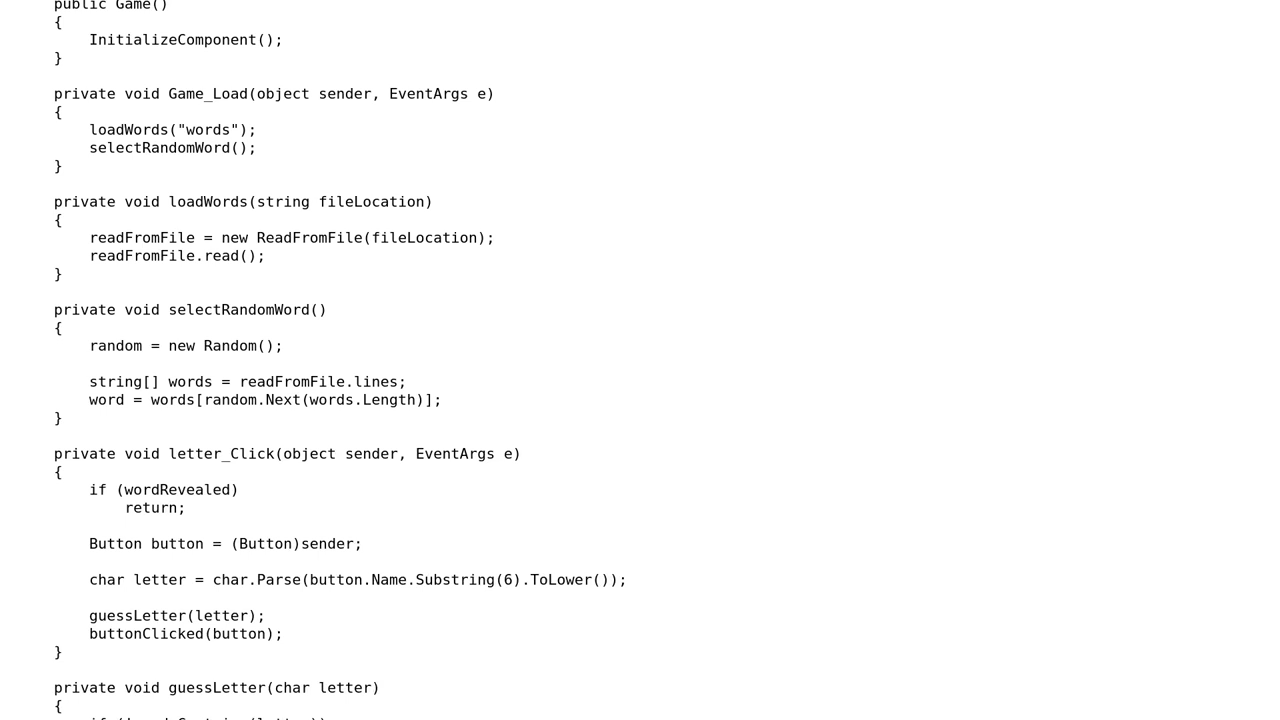 public Game()
{
InitializeComponent();
}
private void Game_Load(object sender, EventArgs e)
{
loadWords("words");
selectRandomWord();
}
private void loadWords(string fileLocation)
{
readFromFile = new ReadFromFile(fileLocation);
readFromFile.read();
}
private void selectRandomWord()
{
random = new Random();
string[] words = readFromFile.lines;
word = words[random.Next(words.Length)];
}
private void letter_Click(object sender, EventArgs e)
{
if (wordRevealed)
return;
Button button = (Button)sender;
char letter = char.Parse(button.Name.Substring(6).ToLower());
guessLetter(letter);
buttonClicked(button);
}
private void guessLetter(char letter)
{